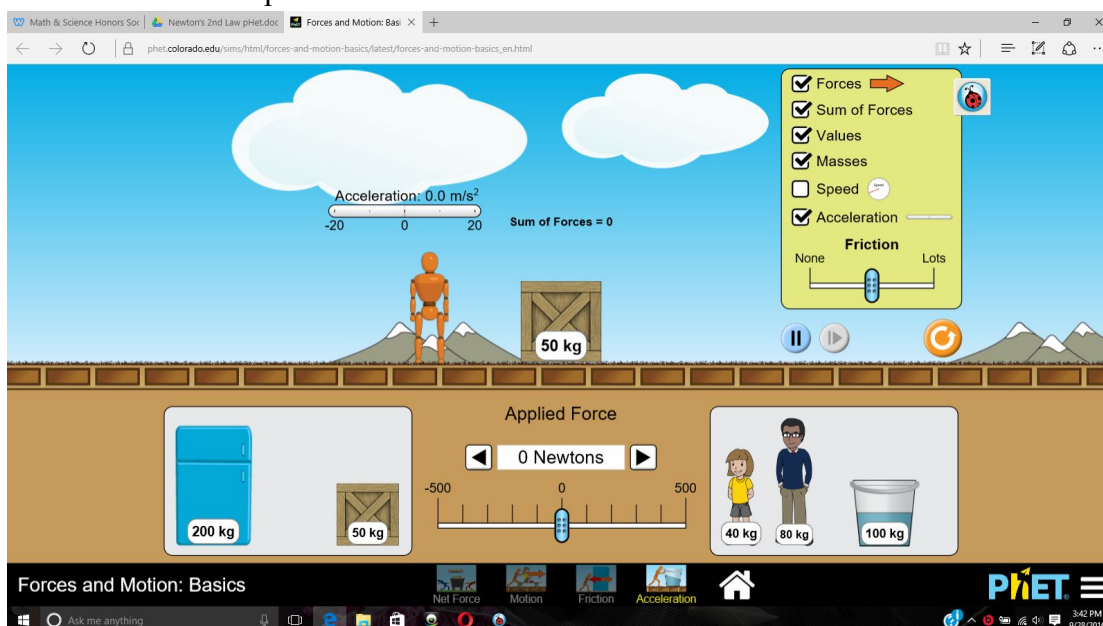 Math & Science Honors Soc
Newton's 2nd Law pHet.doc
Forces and Motion: Basi
phet.colorado.edu/sims/html/forces-and-motion-basics/latest/forces-and-motion-basics_en.html
Forces
Sum of Forces
Values
Masses
Speed
Acceleration
Friction
None Lots
Acceleration: 0.0 m/s²
-20 0 20
Sum of Forces = 0
50 kg
Applied Force
0 Newtons
-500 0 500
200 kg
50 kg
40 kg
80 kg
100 kg
Forces and Motion: Basics
Net Force
Motion
Friction
Acceleration
PhET
Ask me anything
3:42 PM